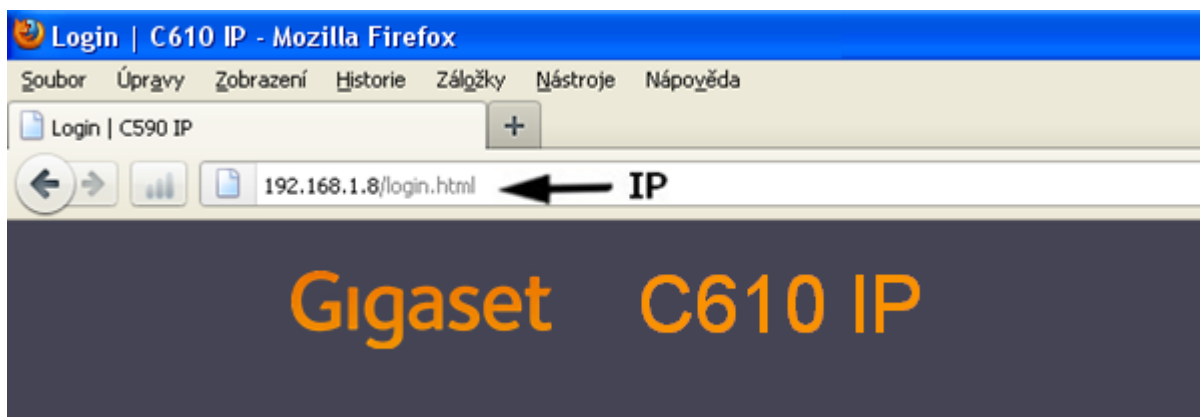 Login | C610 IP - Mozilla Firefox
Soubor Úpravy Zobrazení Historie Záložky Nástroje Nápověda
Login | C590 IP +
192.168.1.8/login.html IP
Gigaset C610 IP